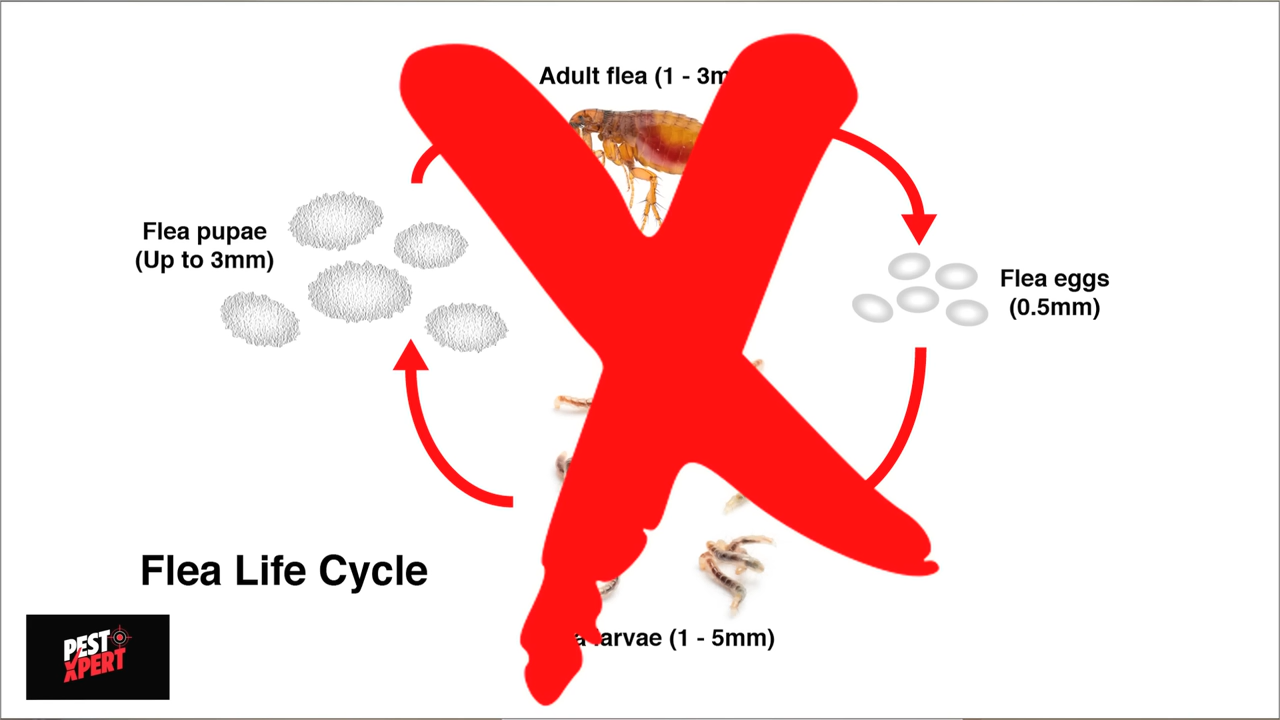 Adult flea (1 - 3m
Flea pupae
(Up to 3mm)
Flea eggs
(0.5mm)
larvae (1 - 5mm)
Flea Life Cycle
PEST
XPERT